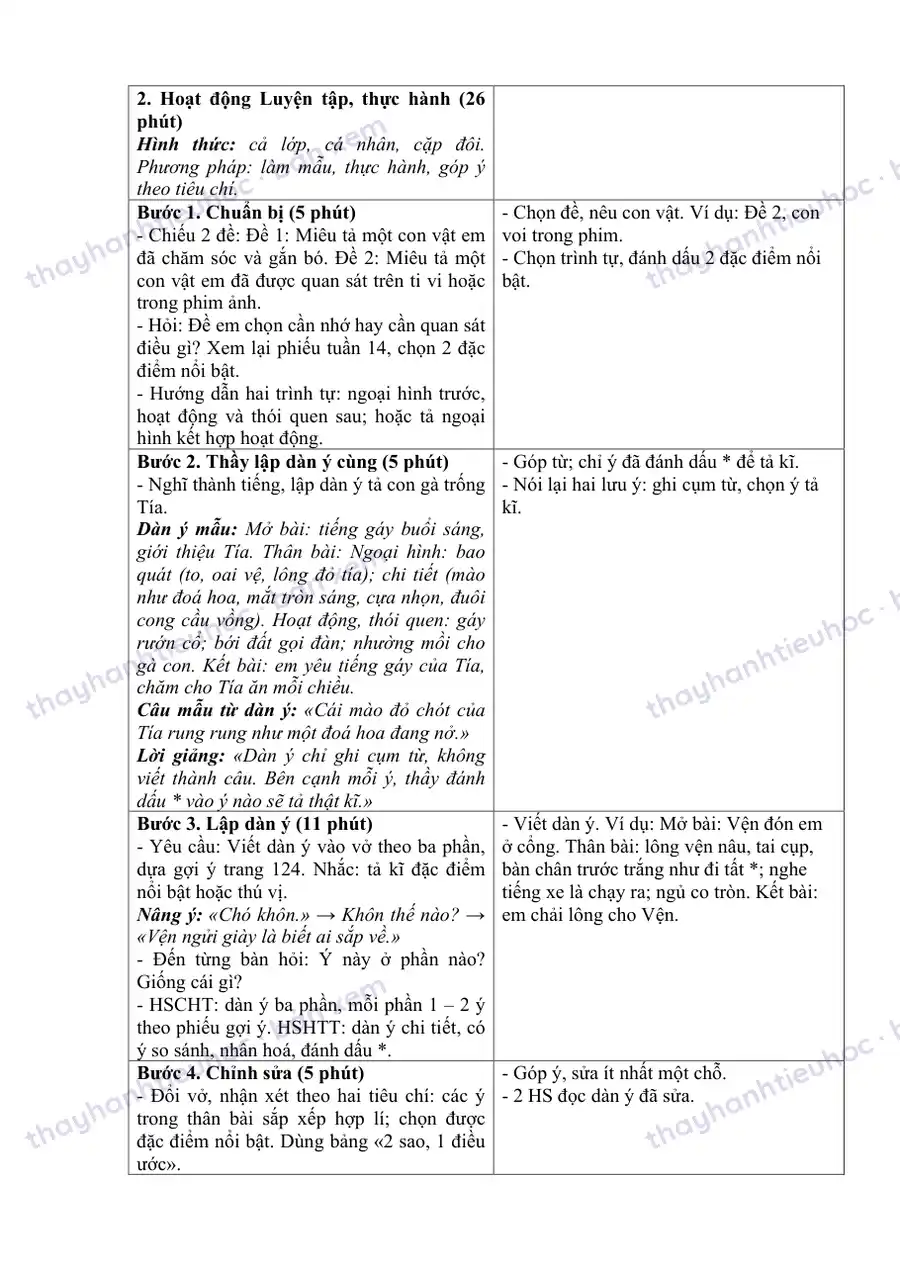 2. Hoạt động Luyện tập, thực hành (26
phút)
Hình thức: cả lớp, cá nhân, cặp đôi.
Phương pháp: làm mẫu, thực hành, góp ý
theo tiêu chí.
Bước 1. Chuẩn bị (5 phút)
- Chiếu 2 đề: Đề 1: Miêu tả một con vật em
đã chăm sóc và gắn bó. Đề 2: Miêu tả một
con vật em đã được quan sát trên ti vi hoặc
trong phim ảnh.
- Hỏi: Đề em chọn cần nhớ hay cần quan sát
điều gì? Xem lại phiếu tuần 14, chọn 2 đặc
điểm nổi bật.
- Hướng dẫn hai trình tự: ngoại hình trước,
hoạt động và thói quen sau; hoặc tả ngoại
hình kết hợp hoạt động.
- Chọn đề, nêu con vật. Ví dụ: Đề 2, con
voi trong phim.
- Chọn trình tự, đánh dấu 2 đặc điểm nổi
bật.
Bước 2. Thầy lập dàn ý cùng (5 phút)
- Nghĩ thành tiếng, lập dàn ý tả con gà trống
Tía.
Dàn ý mẫu: Mở bài: tiếng gáy buổi sáng,
giới thiệu Tía. Thân bài: Ngoại hình: bao
quát (to, oai vệ, lông đỏ tía); chi tiết (mào
như đoá hoa, mắt tròn sáng, cựa nhọn, đuôi
cong cầu vồng). Hoạt động, thói quen: gáy
rướn cổ; bới đất gọi đàn; nhường mồi cho
gà con. Kết bài: em yêu tiếng gáy của Tía,
chăm cho Tía ăn mỗi chiều.
Câu mẫu từ dàn ý: «Cái mào đỏ chót của
Tía rung rung như một đoá hoa đang nở.»
Lời giảng: «Dàn ý chỉ ghi cụm từ, không
viết thành câu. Bên cạnh mỗi ý, thầy đánh
dấu * vào ý nào sẽ tả thật kĩ.»
- Góp từ; chỉ ý đã đánh dấu * để tả kĩ.
- Nói lại hai lưu ý: ghi cụm từ, chọn ý tả
kĩ.
Bước 3. Lập dàn ý (11 phút)
- Yêu cầu: Viết dàn ý vào vở theo ba phần,
dựa gợi ý trang 124. Nhắc: tả kĩ đặc điểm
nổi bật hoặc thú vị.
Nâng ý: «Chó khôn.» → Khôn thế nào? →
«Vện ngửi giày là biết ai sắp về.»
- Đến từng bàn hỏi: Ý này ở phần nào?
Giống cái gì?
- HSCHT: dàn ý ba phần, mỗi phần 1 – 2 ý
theo phiếu gợi ý. HSHTT: dàn ý chi tiết, có
ý so sánh, nhân hoá, đánh dấu *.
- Viết dàn ý. Ví dụ: Mở bài: Vện đón em
ở cổng. Thân bài: lông vện nâu, tai cụp,
bàn chân trước trắng như đi tất *; nghe
tiếng xe là chạy ra; ngủ co tròn. Kết bài:
em chải lông cho Vện.
Bước 4. Chỉnh sửa (5 phút)
- Đổi vở, nhận xét theo hai tiêu chí: các ý
trong thân bài sắp xếp hợp lí; chọn được
đặc điểm nổi bật. Dùng bảng «2 sao, 1 điều
ước».
- Góp ý, sửa ít nhất một chỗ.
- 2 HS đọc dàn ý đã sửa.
thayhanhtieuhoc · bản xem
thayhanhtieuhoc · b
thayhanhtieuhoc · bản xem
thayhanhtieuhoc · b
thayhanhtieuhoc · bản xem
thayhanhtieuhoc · b